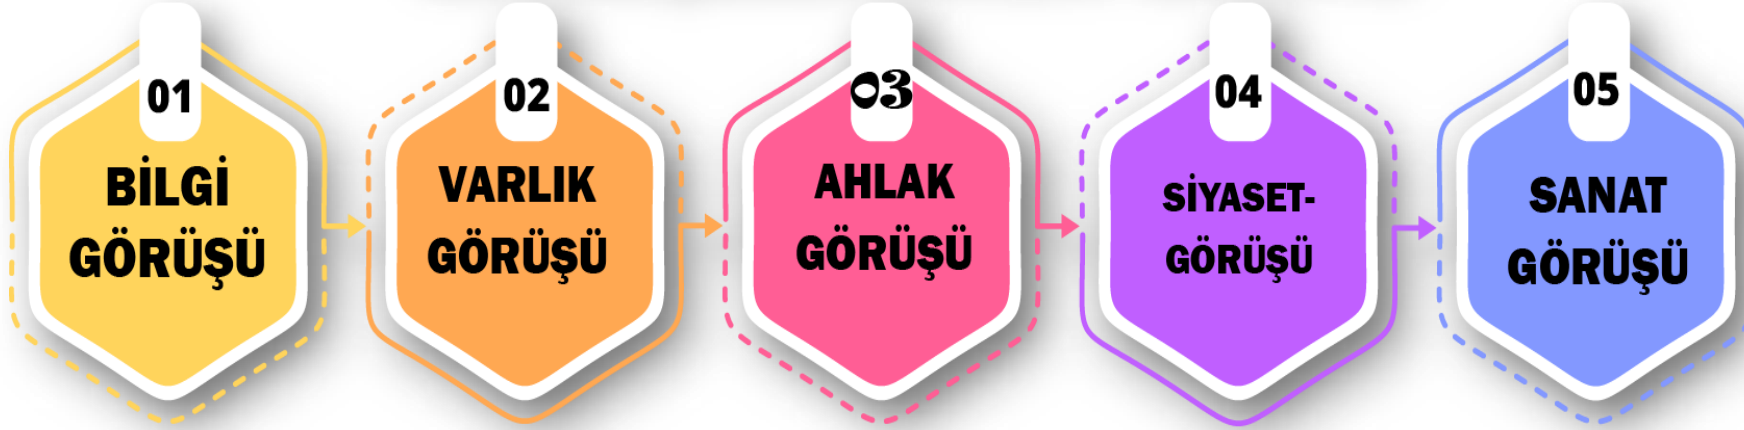 01
BİLGİ
GÖRÜŞÜ
02
VARLIK
GÖRÜŞÜ
03
AHLAK
GÖRÜŞÜ
04
SİYASET-
GÖRÜŞÜ
05
SANAT
GÖRÜŞÜ